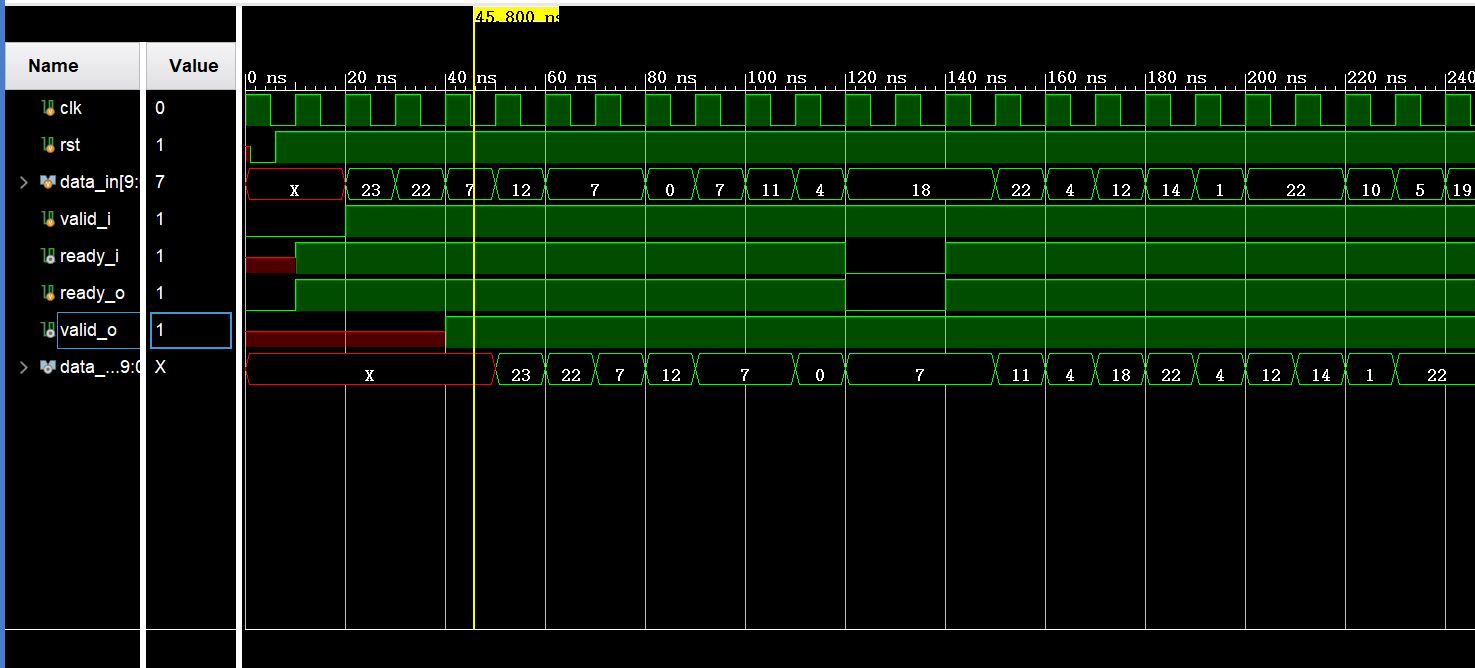 45.800 ns
Name Value
0 ns 20 ns 40 ns 60 ns 80 ns 100 ns 120 ns 140 ns 160 ns 180 ns 200 ns 220 ns 240
clk 0
rst 1
data_in[9: 7 X 23 22 7 12 7 0 7 11 4 18 22 4 12 14 1 22 10 5 19
valid_i 1
ready_i 1
ready_o 1
valid_o 1
data_...9:0 X X 23 22 7 12 7 0 7 11 4 18 22 4 12 14 1 22